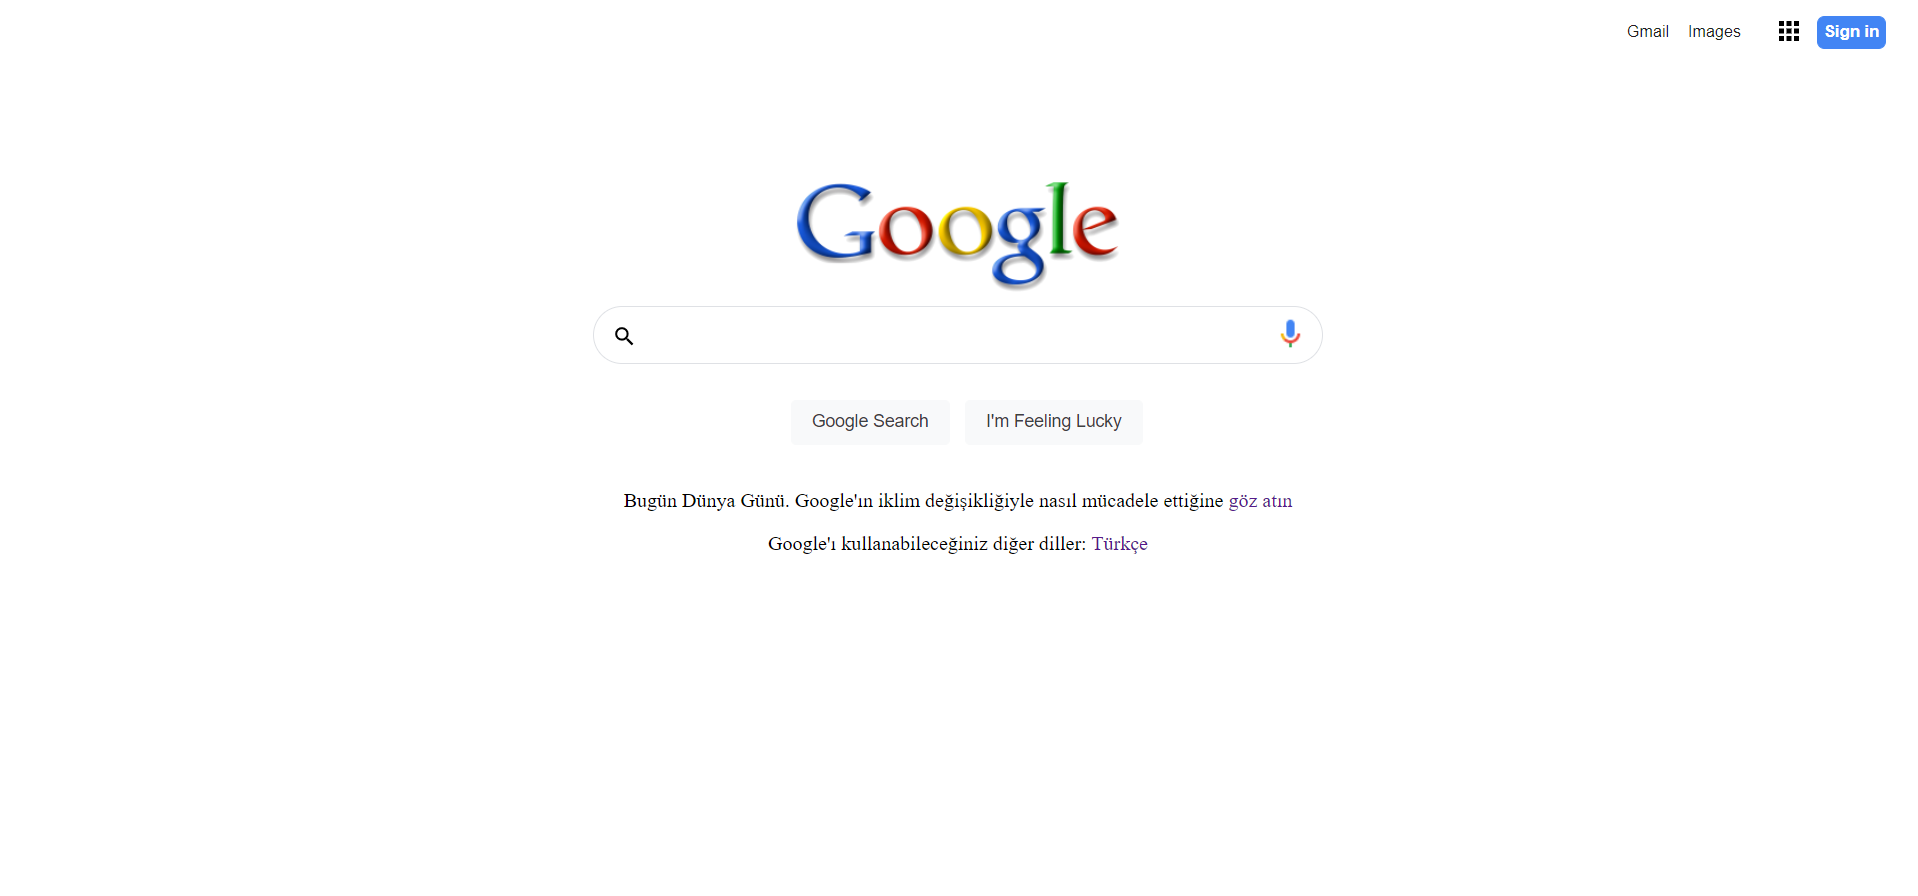 Gmail Images Sign in
Google
Google Search I'm Feeling Lucky
Bugün Dünya Günü. Google'ın iklim değişikliğiyle nasıl mücadele ettiğine göz atın
Google'ı kullanabileceğiniz diğer diller: Türkçe